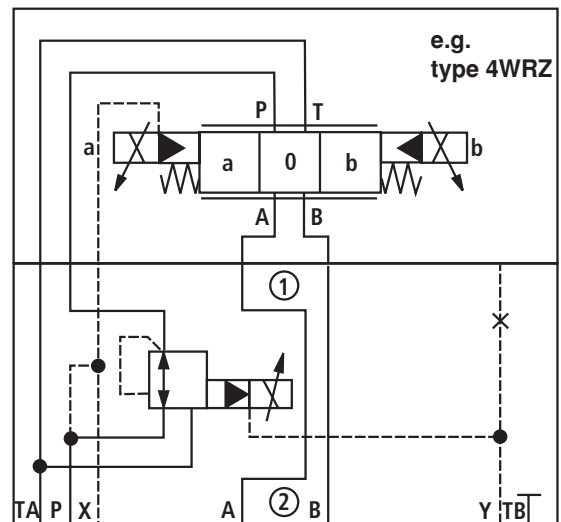 e.g.
type 4WRZ
P T
a a 0 b b
A B
①
②
TA P X A B Y TB